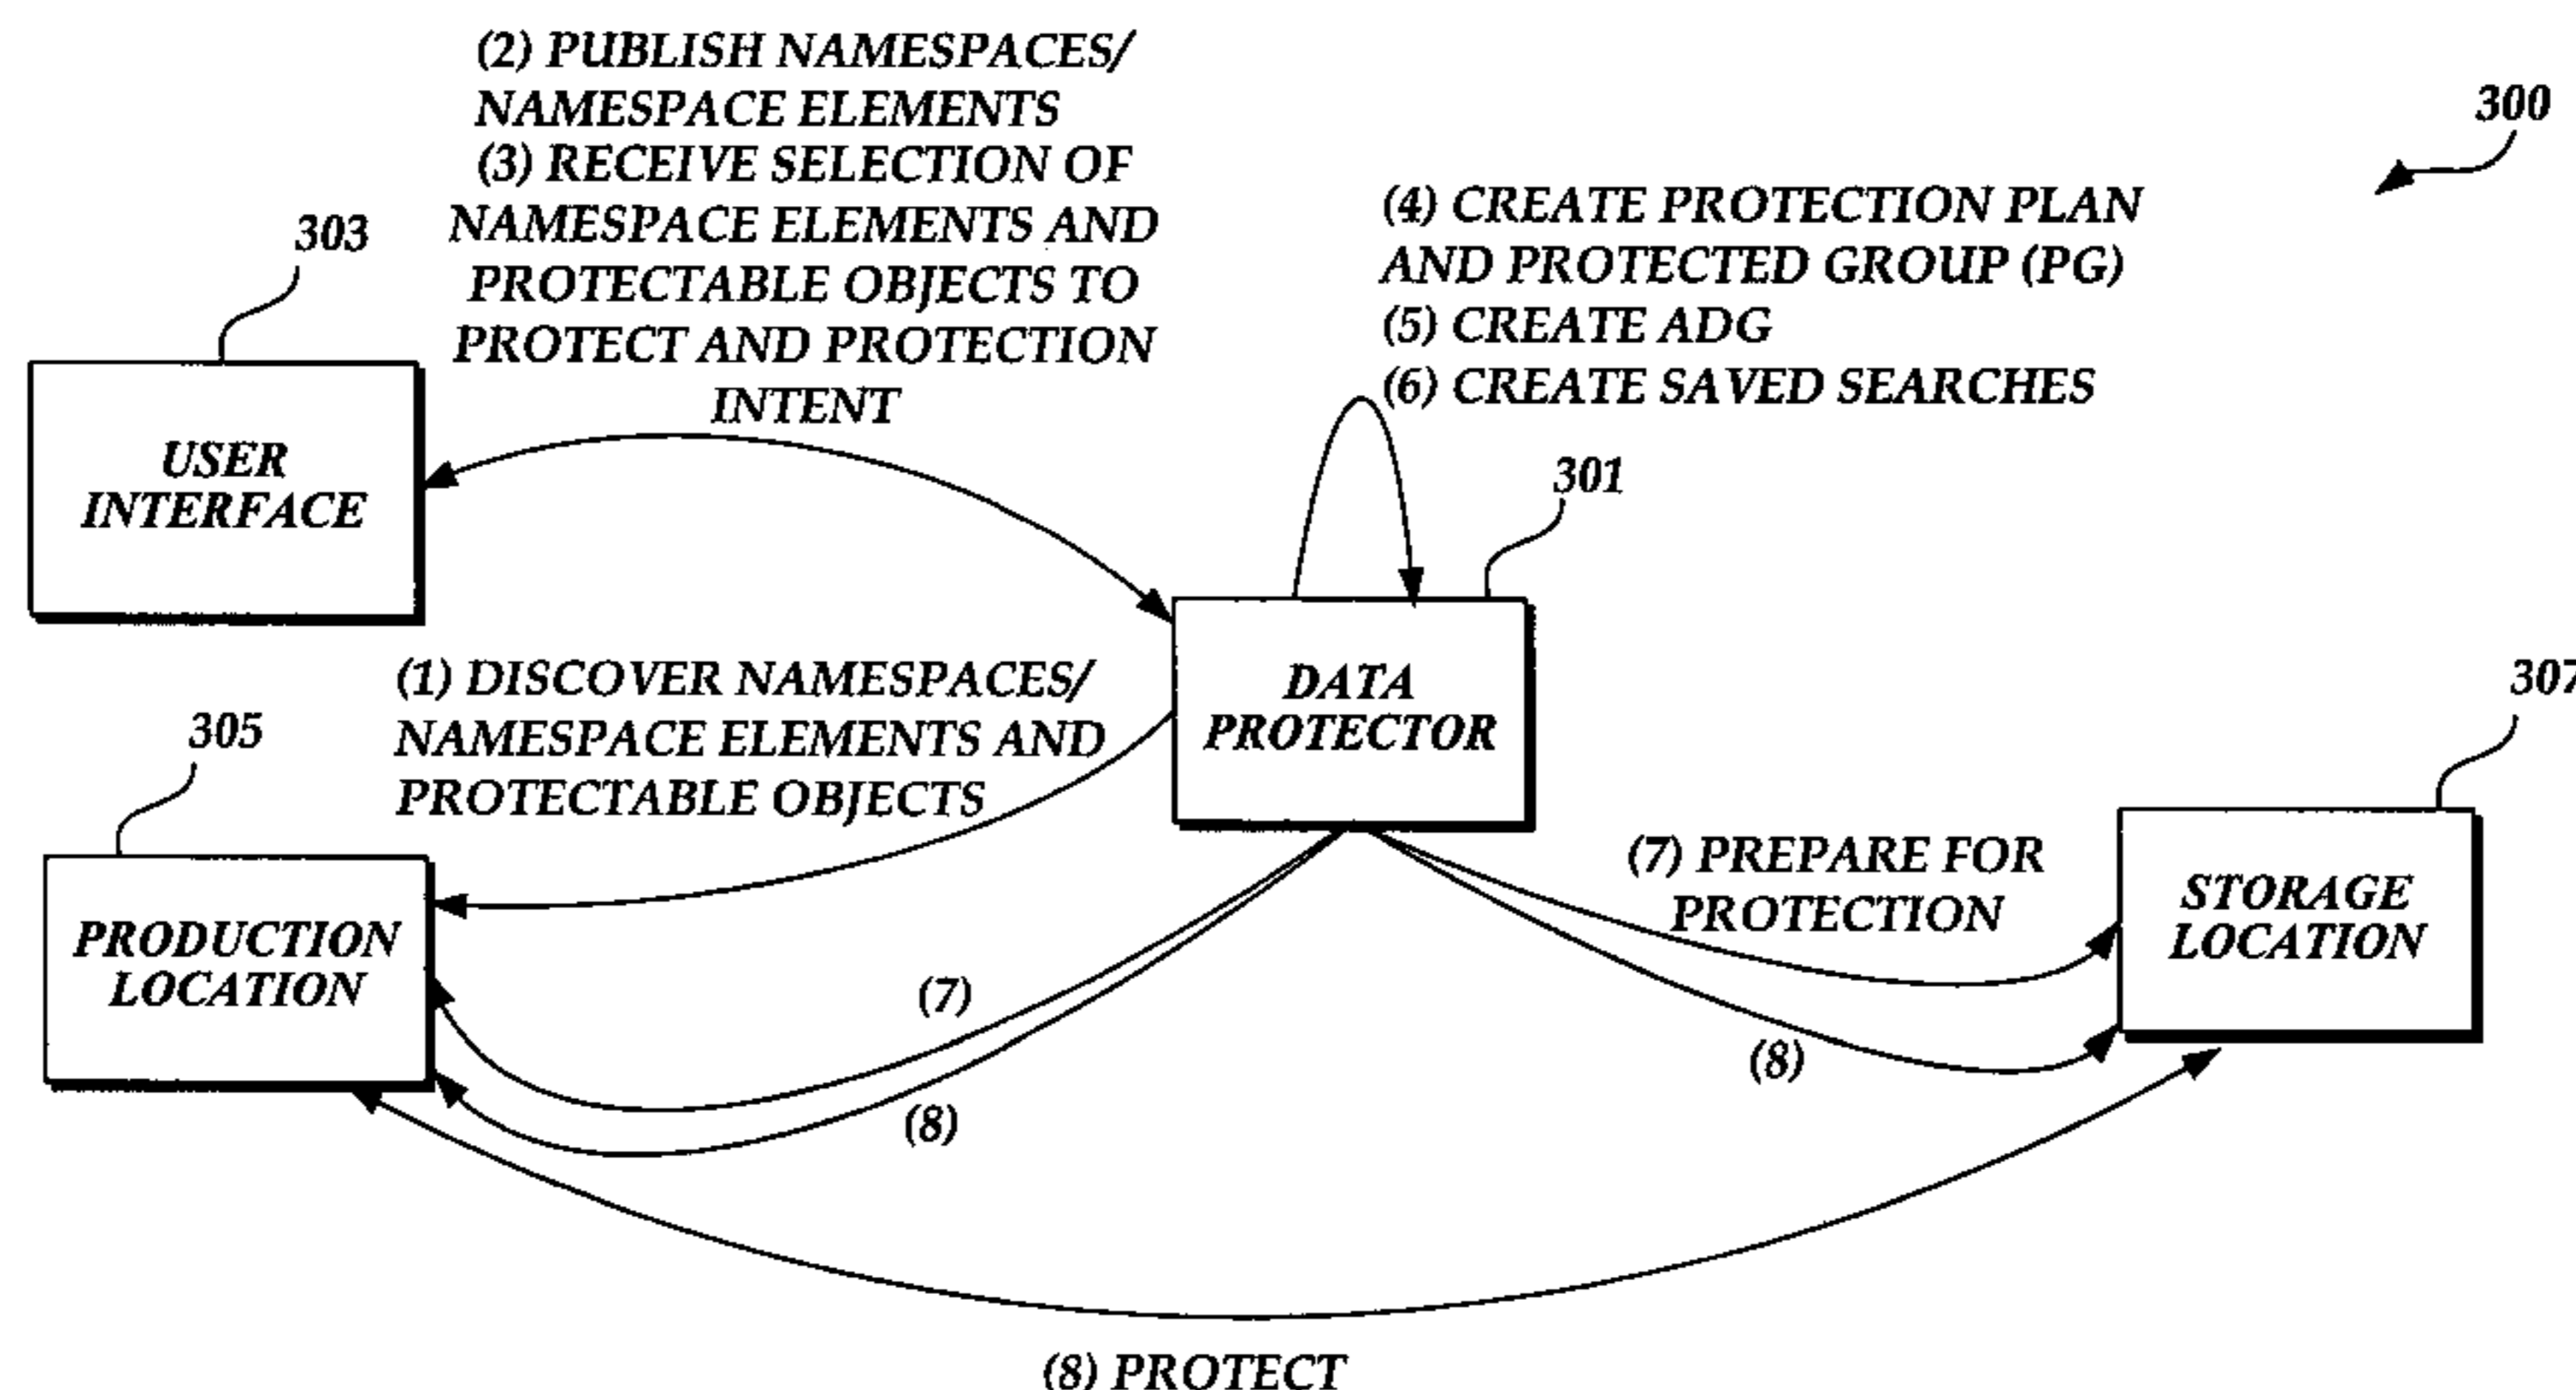 (2) PUBLISH NAMESPACES/
NAMESPACE ELEMENTS
(3) RECEIVE SELECTION OF
NAMESPACE ELEMENTS AND
PROTECTABLE OBJECTS TO
PROTECT AND PROTECTION
INTENT
300
(4) CREATE PROTECTION PLAN
AND PROTECTED GROUP (PG)
(5) CREATE ADG
(6) CREATE SAVED SEARCHES
303
USER
INTERFACE
301
DATA
PROTECTOR
(1) DISCOVER NAMESPACES/
NAMESPACE ELEMENTS AND
PROTECTABLE OBJECTS
305
PRODUCTION
LOCATION
307
STORAGE
LOCATION
(7) PREPARE FOR
PROTECTION
(7)
(8)
(8)
(8) PROTECT